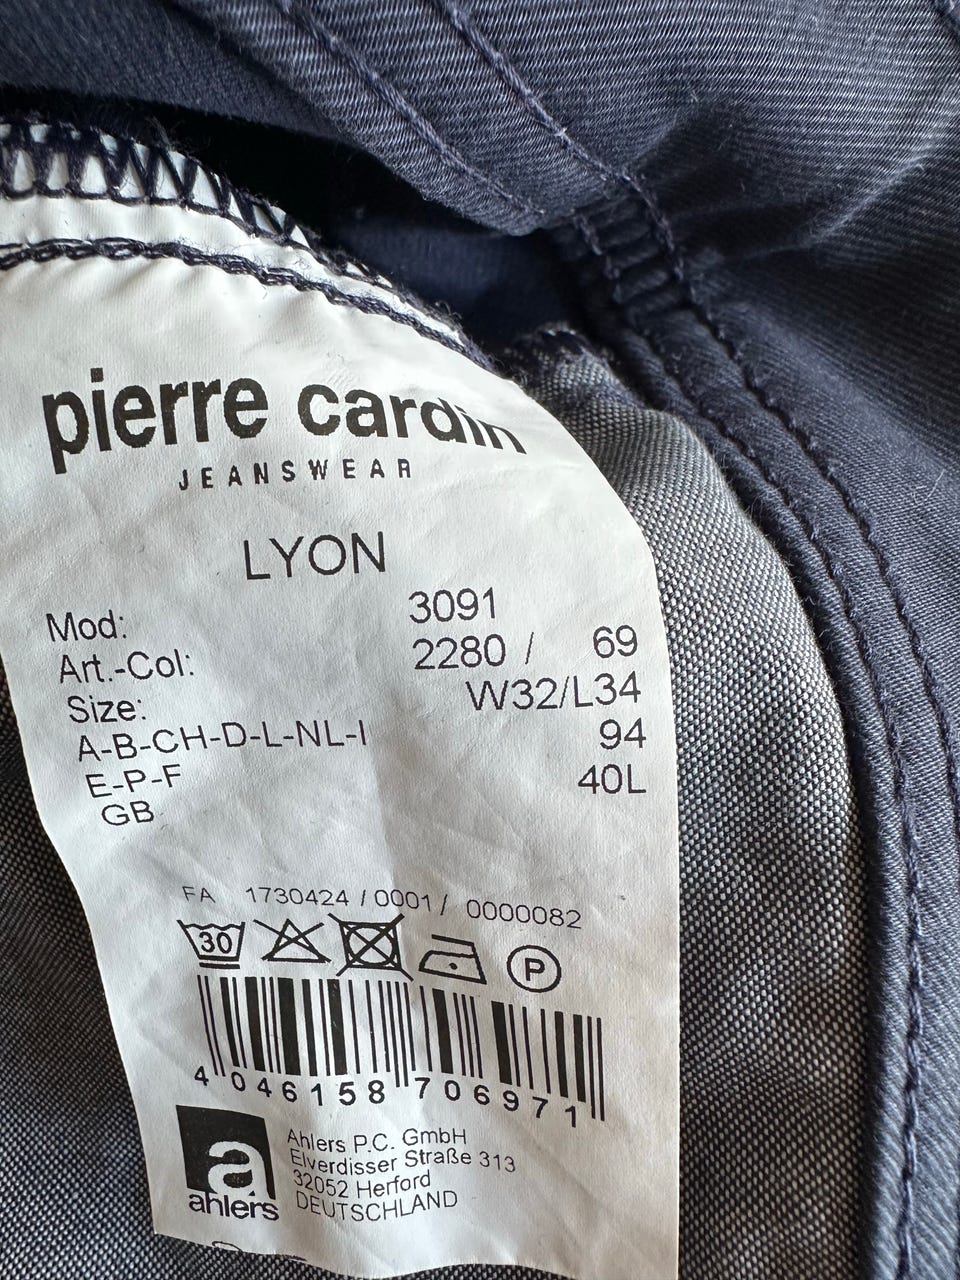 pierre cardin
JEANSWEAR
LYON
Mod: 3091
Art.-Col: 2280 / 69
Size: W32/L34
A-B-CH-D-L-NL-I 94
E-P-F 40L
GB
FA 1730424 / 0001 / 0000082
30 P
4 046158 706971
a
ahlers
Ahlers P.C. GmbH
Elverdisser Straße 313
32052 Herford
DEUTSCHLAND